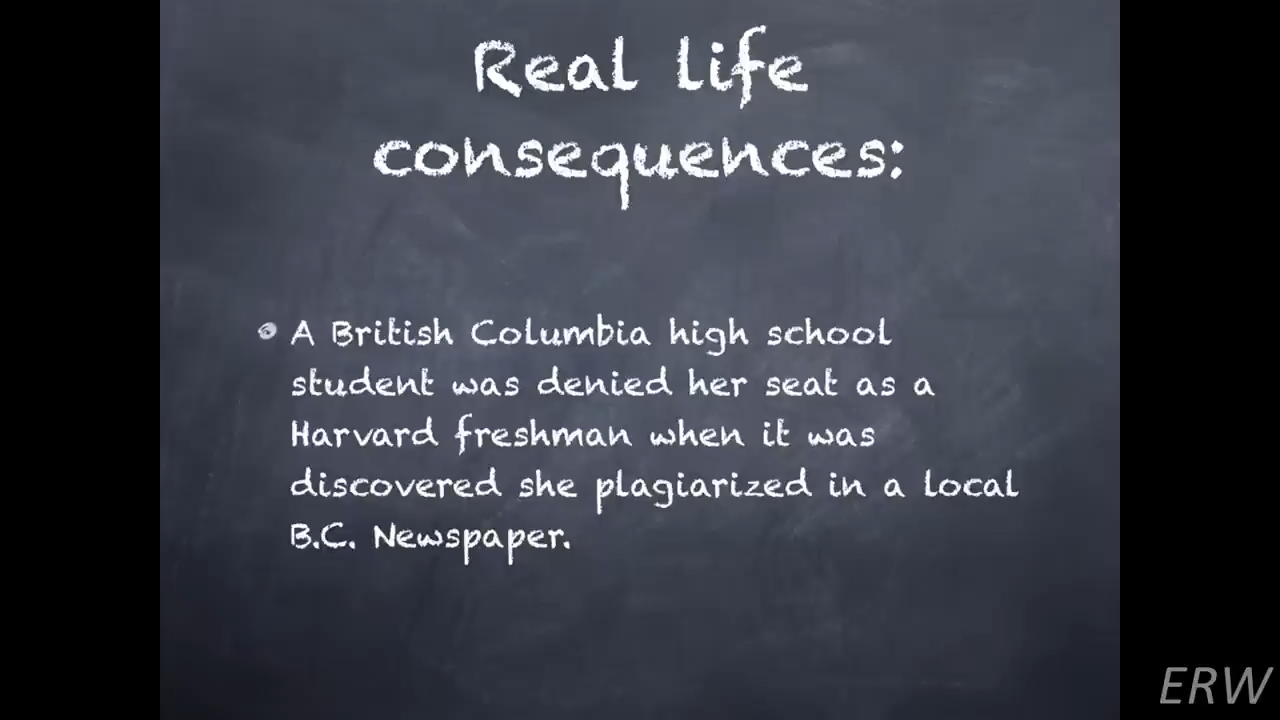 Real life
consequences:
A British Columbia high school
student was denied her seat as a
Harvard freshman when it was
discovered she plagiarized in a local
B.C. Newspaper.
ERW